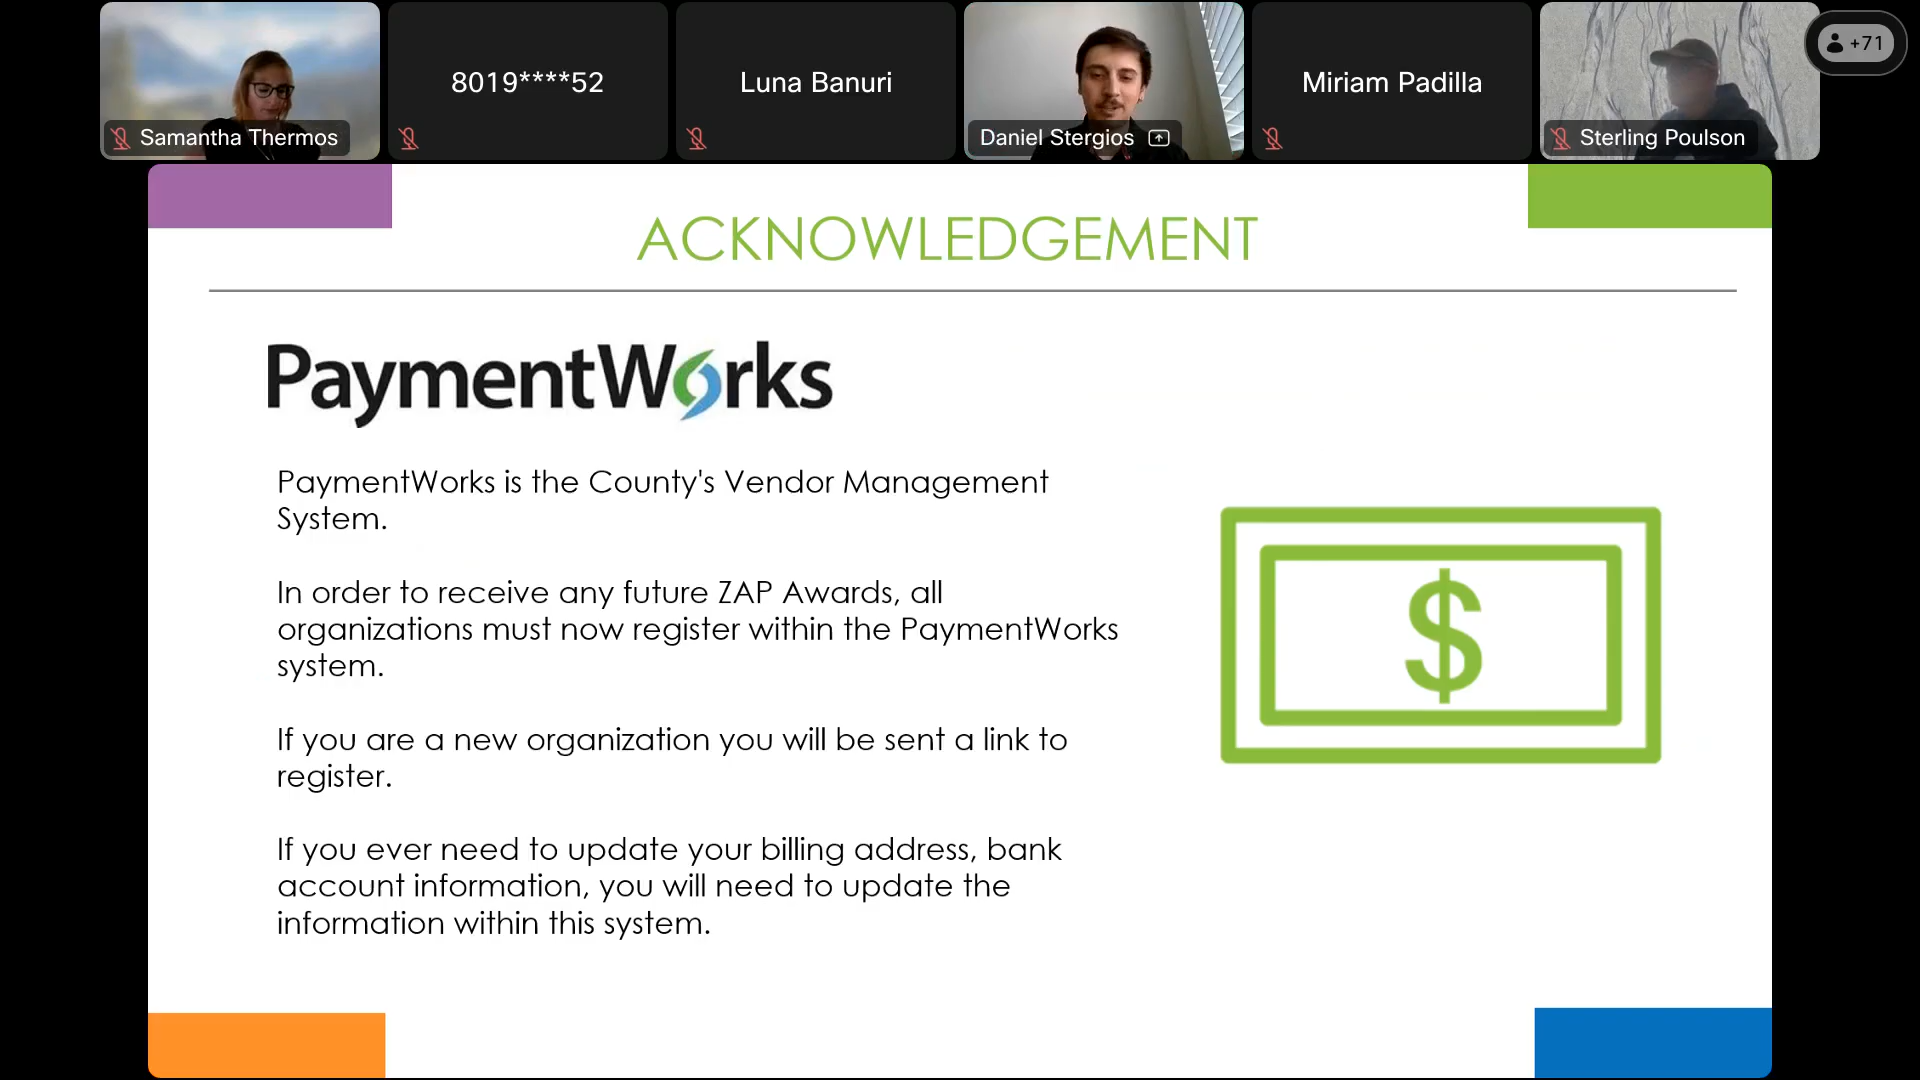 8019****52
Luna Banuri
Miriam Padilla
+71
Samantha Thermos
Daniel Stergios
Sterling Poulson
ACKNOWLEDGEMENT
PaymentWorks
PaymentWorks is the County's Vendor Management
System.
In order to receive any future ZAP Awards, all
organizations must now register within the PaymentWorks
system.
If you are a new organization you will be sent a link to
register.
If you ever need to update your billing address, bank
account information, you will need to update the
information within this system.
$